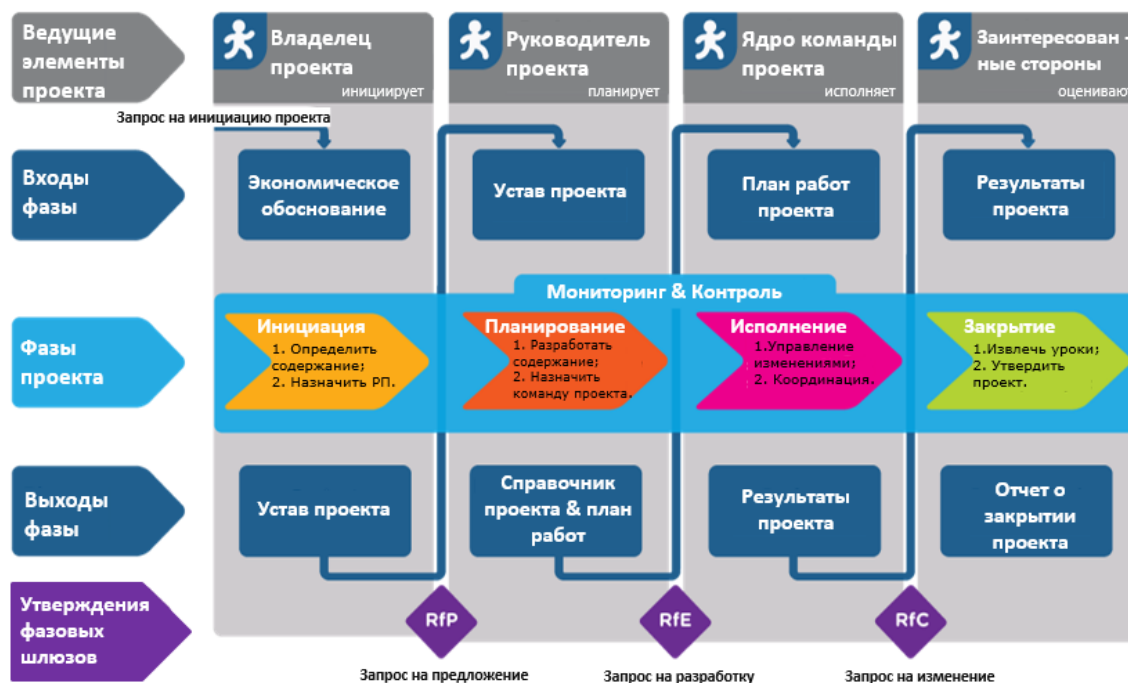 Ведущие
элементы
проекта
Владелец
проекта
инициирует
Руководитель
проекта
планирует
Ядро команды
проекта
исполняет
Заинтересован -
ные стороны
оценивают
Запрос на инициацию проекта
Входы
фазы
Экономическое
обоснование
Устав проекта
План работ
проекта
Результаты
проекта
Мониторинг & Контроль
Фазы
проекта
Инициация
1. Определить
содержание;
2. Назначить РП.
Планирование
1. Разработать
содержание;
2. Назначить
команду проекта.
Исполнение
1.Управление
изменениями;
2. Координация.
Закрытие
1.Извлечь уроки;
2. Утвердить
проект.
Выходы
фазы
Устав проекта
Справочник
проекта & план
работ
Результаты
проекта
Отчет о
закрытии
проекта
Утверждения
фазовых
шлюзов
RfP
RfE
RfC
Запрос на предложение
Запрос на разработку
Запрос на изменение